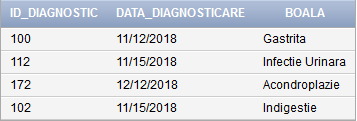 ID_DIAGNOSTIC DATA_DIAGNOSTICARE BOALA
100 11/12/2018 Gastrita
112 11/15/2018 Infectie Urinara
172 12/12/2018 Acondroplazie
102 11/15/2018 Indigestie